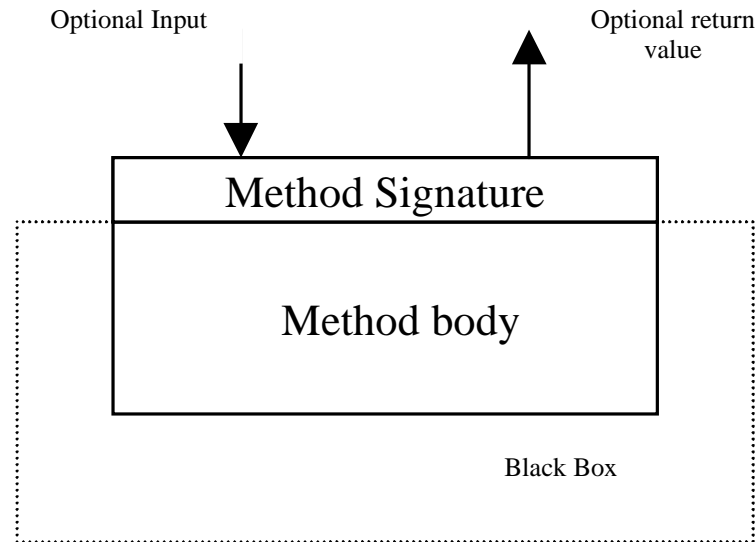 Optional Input
Optional return
value
Method Signature
Method body
Black Box